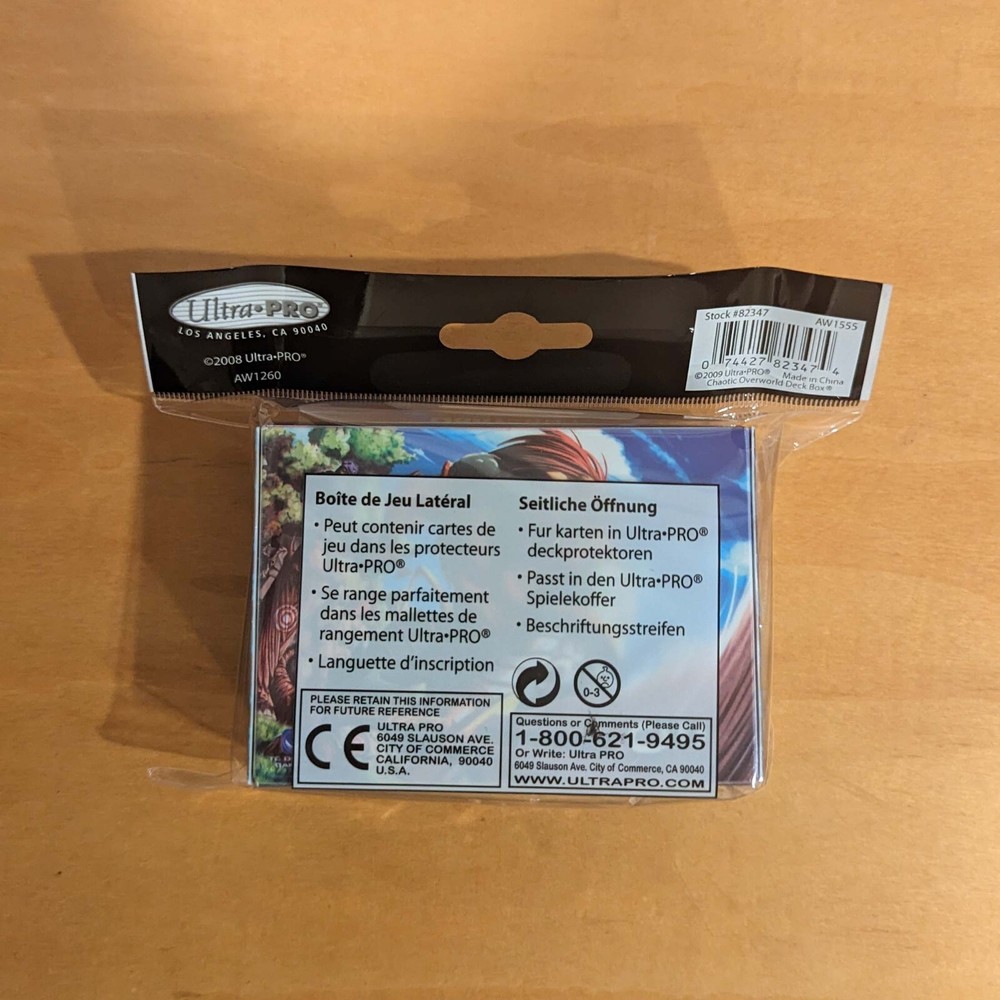 Ultra•PRO™
LOS ANGELES, CA 90040
©2008 Ultra•PRO®
AW1260
Stock #82347
AW1555
0 74427 82347 4
©2009 Ultra•PRO® Made in China
Chaotic Overworld Deck Box®
Boîte de Jeu Latéral
• Peut contenir cartes de
jeu dans les protecteurs
Ultra•PRO®
• Se range parfaitement
dans les mallettes de
rangement Ultra•PRO®
• Languette d'inscription
Seitliche Öffnung
• Fur karten in Ultra•PRO®
deckprotektoren
• Passt in den Ultra•PRO®
Spielekoffer
• Beschriftungsstreifen
0-3
PLEASE RETAIN THIS INFORMATION
FOR FUTURE REFERENCE
CE
ULTRA PRO
6049 SLAUSON AVE.
CITY OF COMMERCE
CALIFORNIA, 90040
U.S.A.
Questions or Comments (Please Call)
1-800-621-9495
Or Write: Ultra PRO
6049 Slauson Ave. City of Commerce, CA 90040
WWW.ULTRAPRO.COM